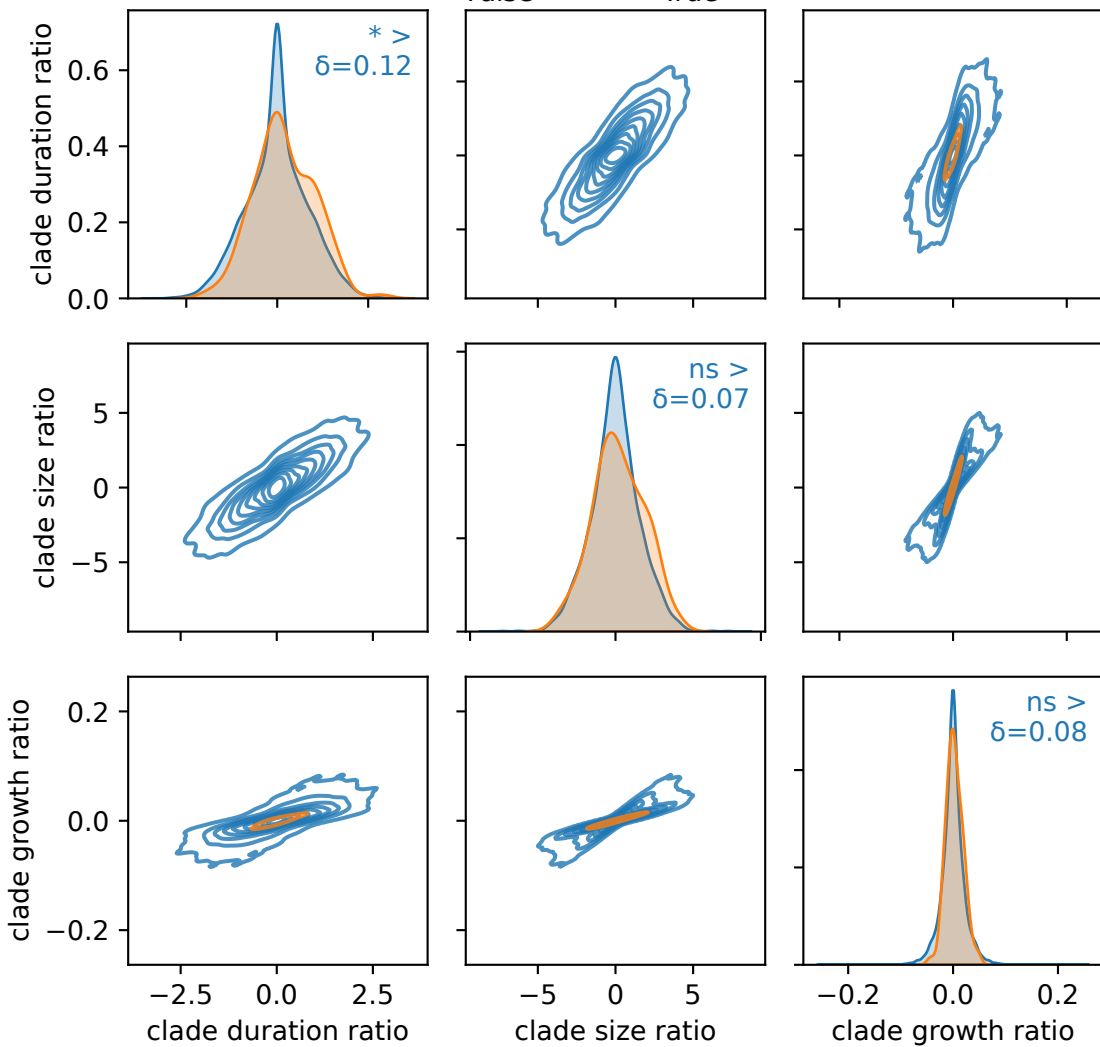 clade duration ratio
0.6
0.4
0.2
0.0
* >
δ=0.12
clade size ratio
5
0
−5
ns >
δ=0.07
clade growth ratio
0.2
0.0
−0.2
ns >
δ=0.08
−2.5 0.0 2.5
−5 0 5
−0.2 0.0 0.2
clade duration ratio
clade size ratio
clade growth ratio